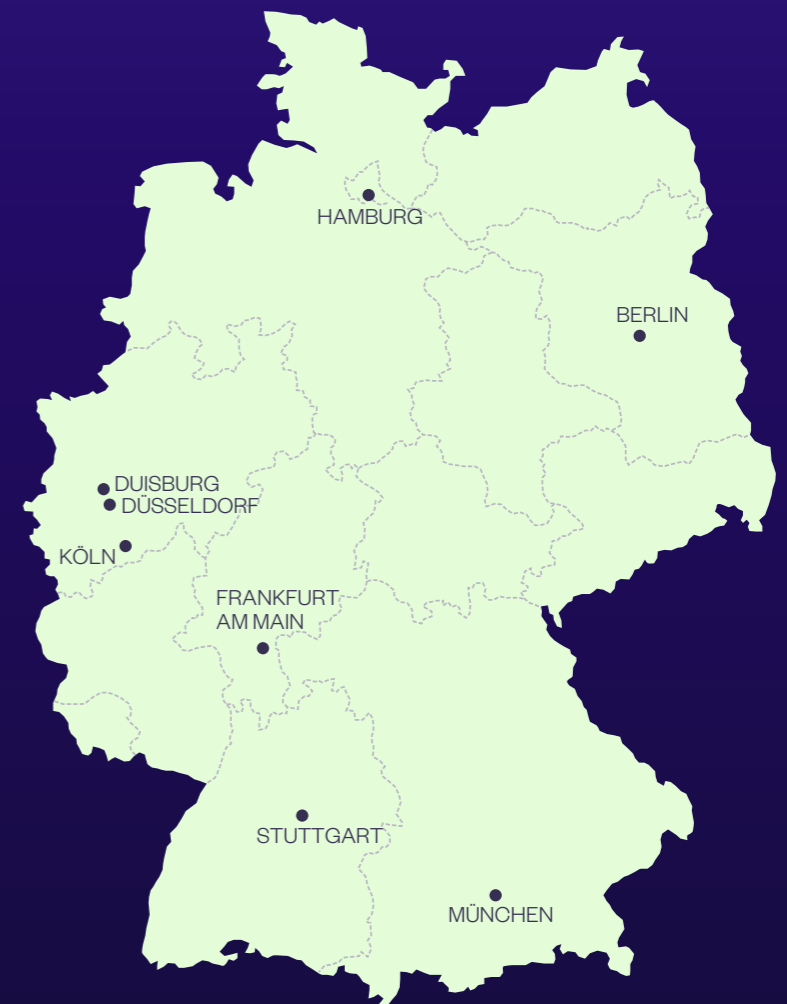 HAMBURG
BERLIN
DUISBURG
DÜSSELDORF
KÖLN
FRANKFURT
AM MAIN
STUTTGART
MÜNCHEN